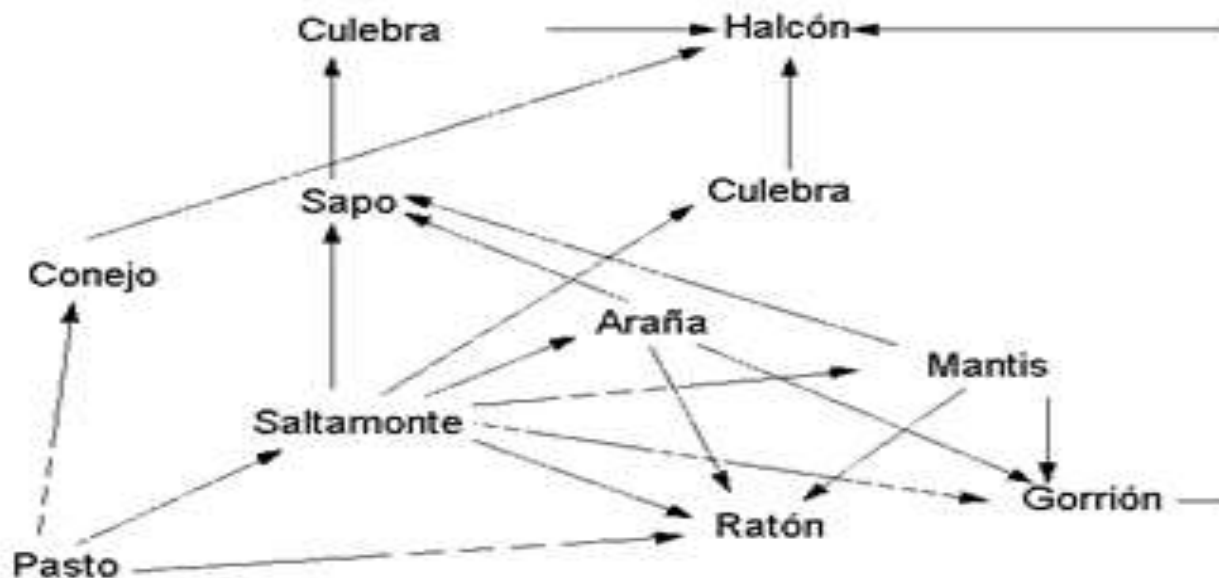 Culebra
Halcón
Sapo
Culebra
Conejo
Araña
Mantis
Saltamonte
Gorrión
Ratón
Pasto